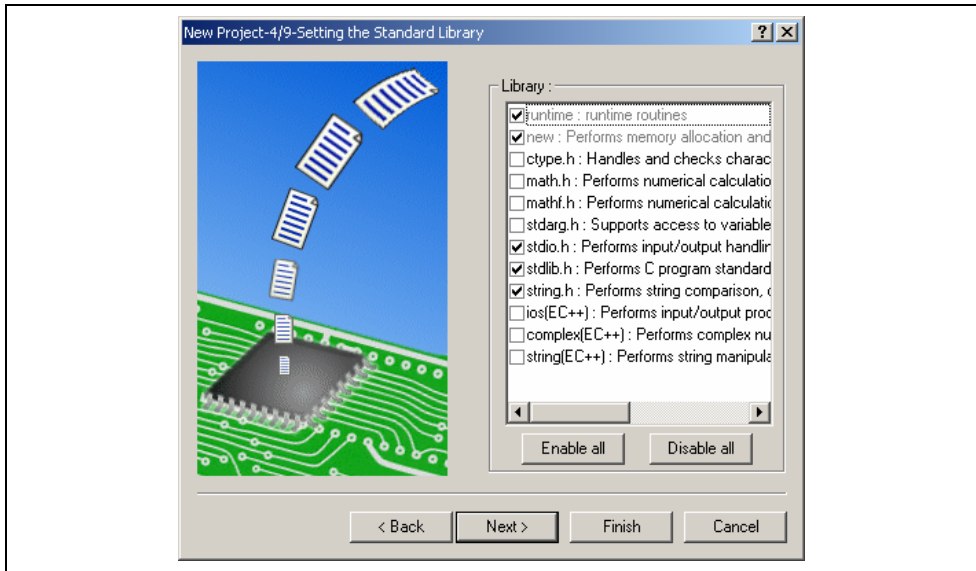 New Project-4/9-Setting the Standard Library
Library :
runtime : runtime routines
new : Performs memory allocation and
ctype.h : Handles and checks charac
math.h : Performs numerical calculatio
mathf.h : Performs numerical calculatic
stdarg.h : Supports access to variable
stdio.h : Performs input/output handlin
stdlib.h : Performs C program standard
string.h : Performs string comparison, c
ios(EC++) : Performs input/output proc
complex(EC++) : Performs complex nu
string(EC++) : Performs string manipula
Enable all Disable all
< Back Next > Finish Cancel